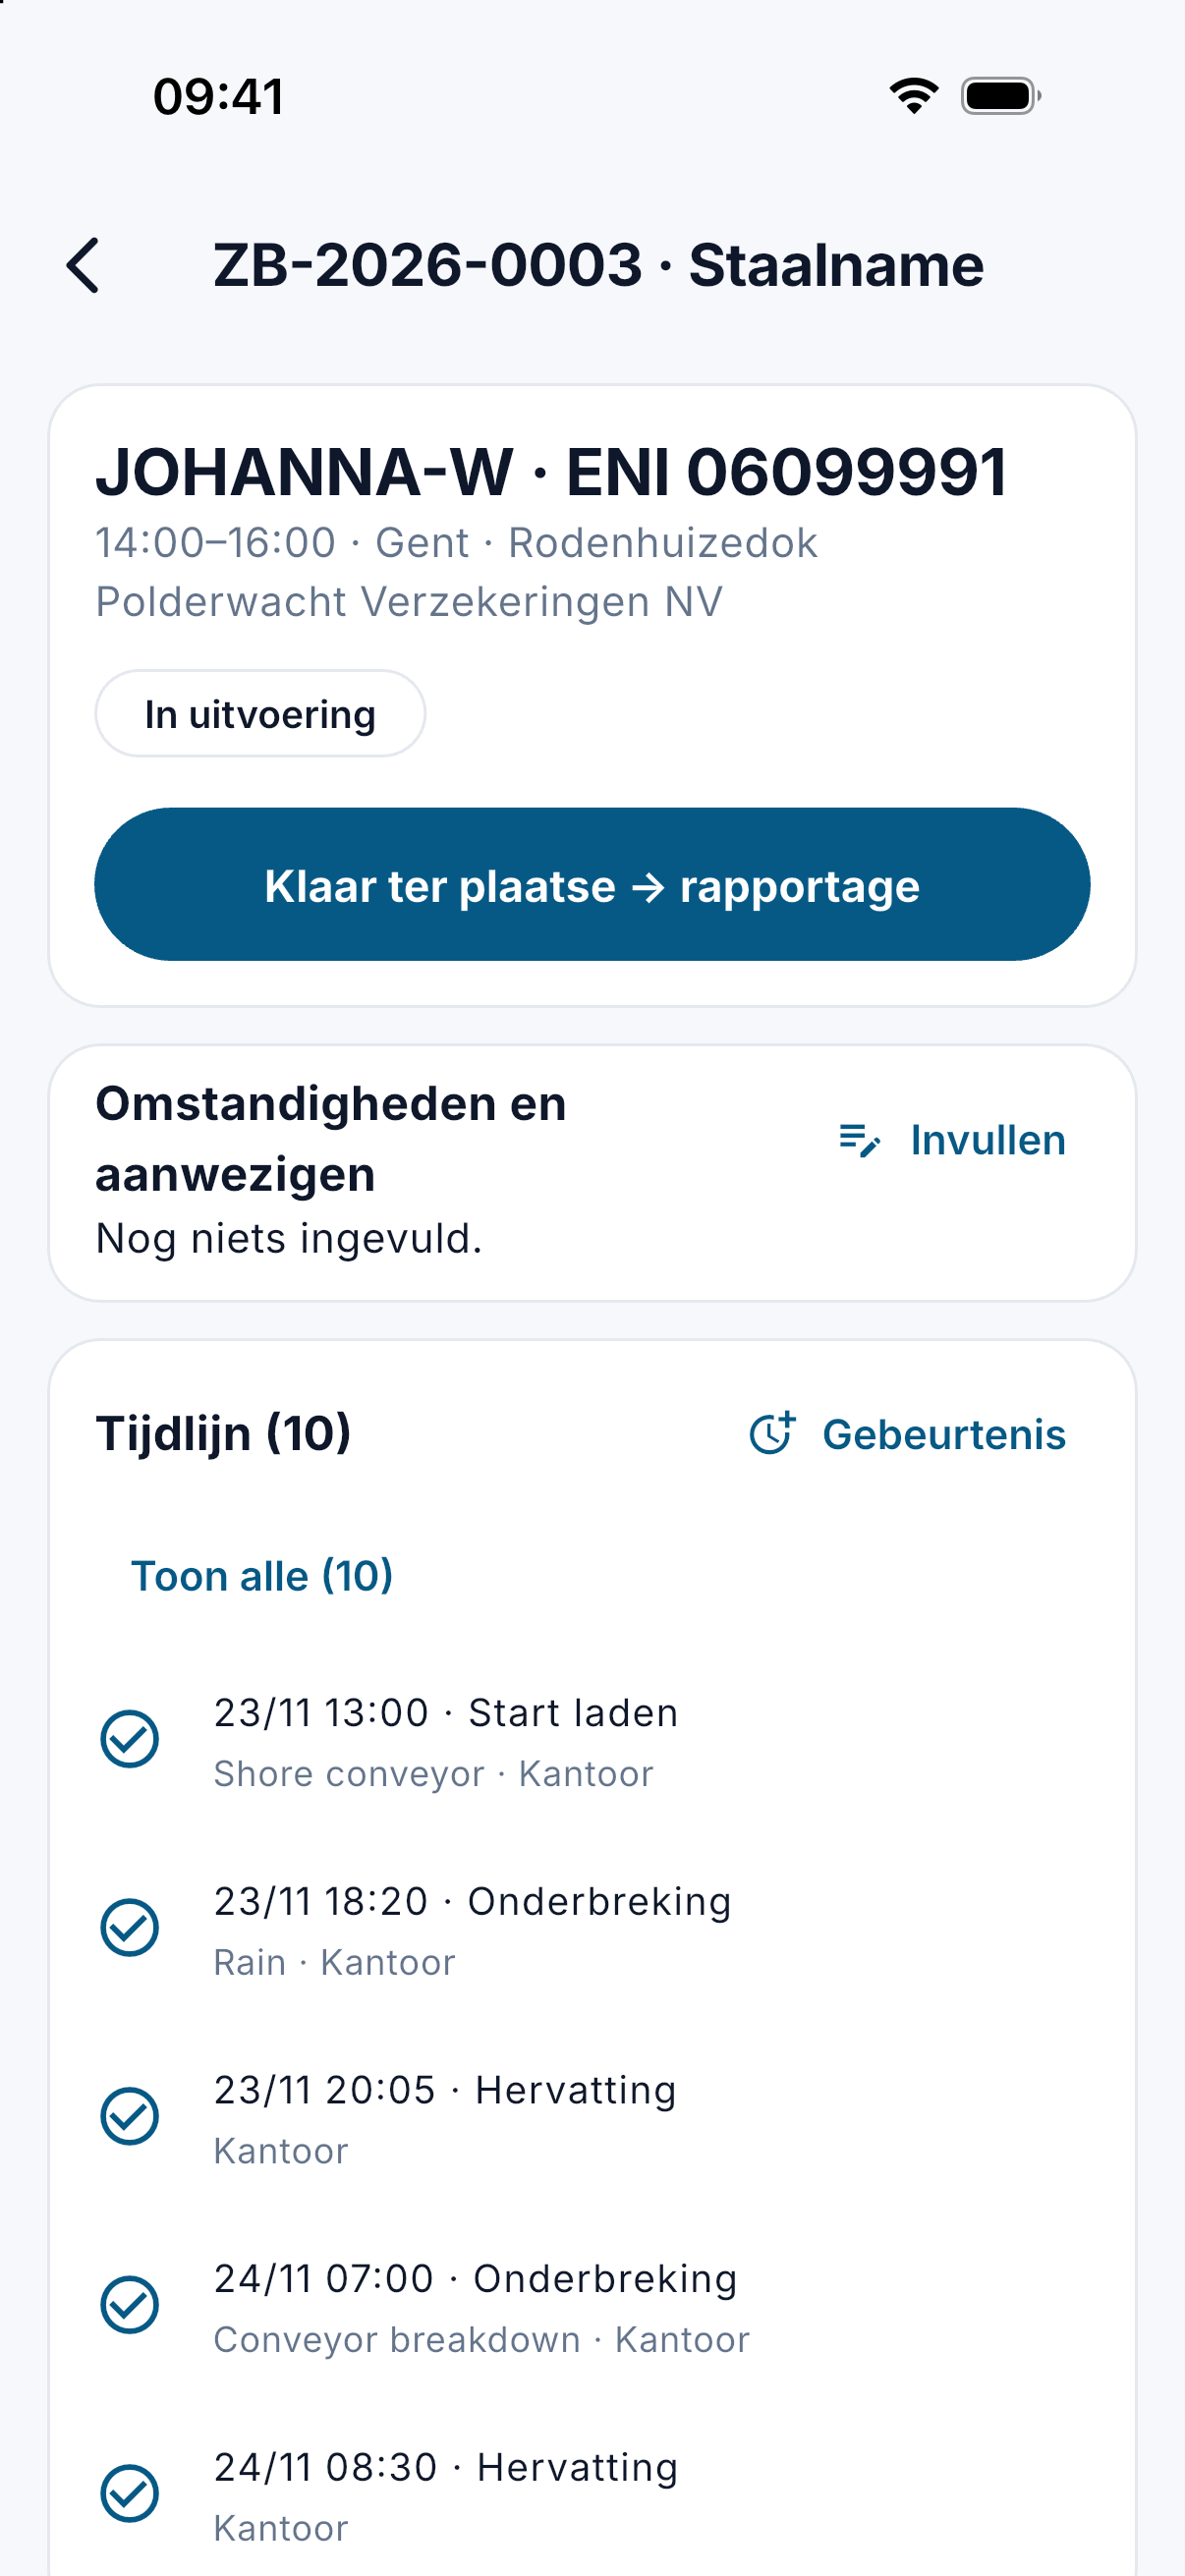 09:41
ZB-2026-0003 · Staalname
JOHANNA-W · ENI 06099991
14:00–16:00 · Gent · Rodenhuizedok
Polderwacht Verzekeringen NV
In uitvoering
Klaar ter plaatse → rapportage
Omstandigheden en
aanwezigen
Invullen
Nog niets ingevuld.
Tijdlijn (10)
Gebeurtenis
Toon alle (10)
23/11 13:00 · Start laden
Shore conveyor · Kantoor
23/11 18:20 · Onderbreking
Rain · Kantoor
23/11 20:05 · Hervatting
Kantoor
24/11 07:00 · Onderbreking
Conveyor breakdown · Kantoor
24/11 08:30 · Hervatting
Kantoor